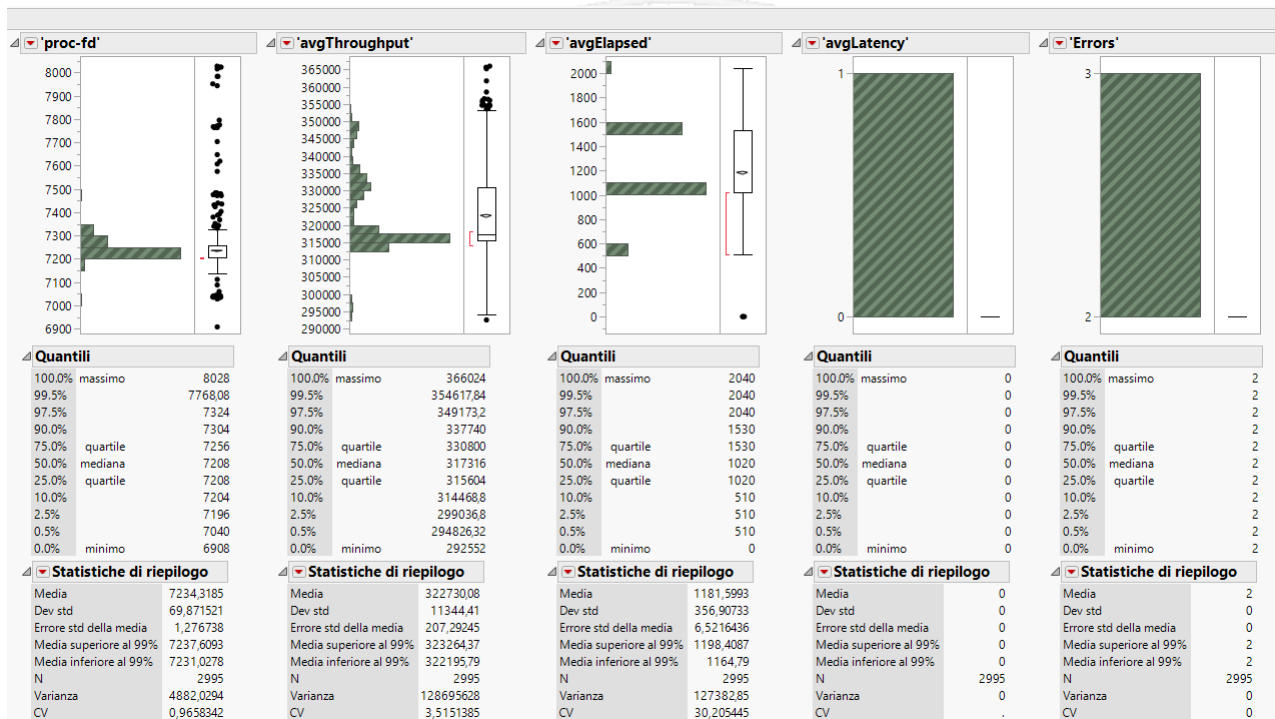 'proc-fd' 'avgThroughput' 'avgElapsed' 'avgLatency' 'Errors'
8000 365000 2000 1 3
7900 360000 1800
7800 355000 1600
7700 350000 1400
7600 345000 1200
7500 340000 1000
7400 335000 800
7300 330000 600
7200 325000 400
7100 320000 200
7000 315000 0 0 2
6900 310000
305000
300000
295000
290000
Quantili Quantili Quantili Quantili Quantili
100.0% massimo 8028 100.0% massimo 366024 100.0% massimo 2040 100.0% massimo 0 100.0% massimo 2
99.5% 7768,08 99.5% 354617,84 99.5% 2040 99.5% 0 99.5% 2
97.5% 7324 97.5% 349173,2 97.5% 2040 97.5% 0 97.5% 2
90.0% 7304 90.0% 337740 90.0% 1530 90.0% 0 90.0% 2
75.0% quartile 7256 75.0% quartile 330800 75.0% quartile 1530 75.0% quartile 0 75.0% quartile 2
50.0% mediana 7208 50.0% mediana 317316 50.0% mediana 1020 50.0% mediana 0 50.0% mediana 2
25.0% quartile 7208 25.0% quartile 315604 25.0% quartile 1020 25.0% quartile 0 25.0% quartile 2
10.0% 7204 10.0% 314468,8 10.0% 510 10.0% 0 10.0% 2
2.5% 7196 2.5% 299036,8 2.5% 510 2.5% 0 2.5% 2
0.5% 7040 0.5% 294826,32 0.5% 510 0.5% 0 0.5% 2
0.0% minimo 6908 0.0% minimo 292552 0.0% minimo 0 0.0% minimo 0 0.0% minimo 2
Statistiche di riepilogo Statistiche di riepilogo Statistiche di riepilogo Statistiche di riepilogo Statistiche di riepilogo
Media 7234,3185 Media 322730,08 Media 1181,5993 Media 0 Media 2
Dev std 69,871521 Dev std 11344,41 Dev std 356,90733 Dev std 0 Dev std 0
Errore std della media 1,276738 Errore std della media 207,29245 Errore std della media 6,5216436 Errore std della media 0 Errore std della media 0
Media superiore al 99% 7237,6093 Media superiore al 99% 323264,37 Media superiore al 99% 1198,4087 Media superiore al 99% 0 Media superiore al 99% 2
Media inferiore al 99% 7231,0278 Media inferiore al 99% 322195,79 Media inferiore al 99% 1164,79 Media inferiore al 99% 0 Media inferiore al 99% 2
N 2995 N 2995 N 2995 N 2995 N 2995
Varianza 4882,0294 Varianza 128695628 Varianza 127382,85 Varianza 0 Varianza 0
CV 0,9658342 CV 3,5151385 CV 30,205445 CV . CV 0